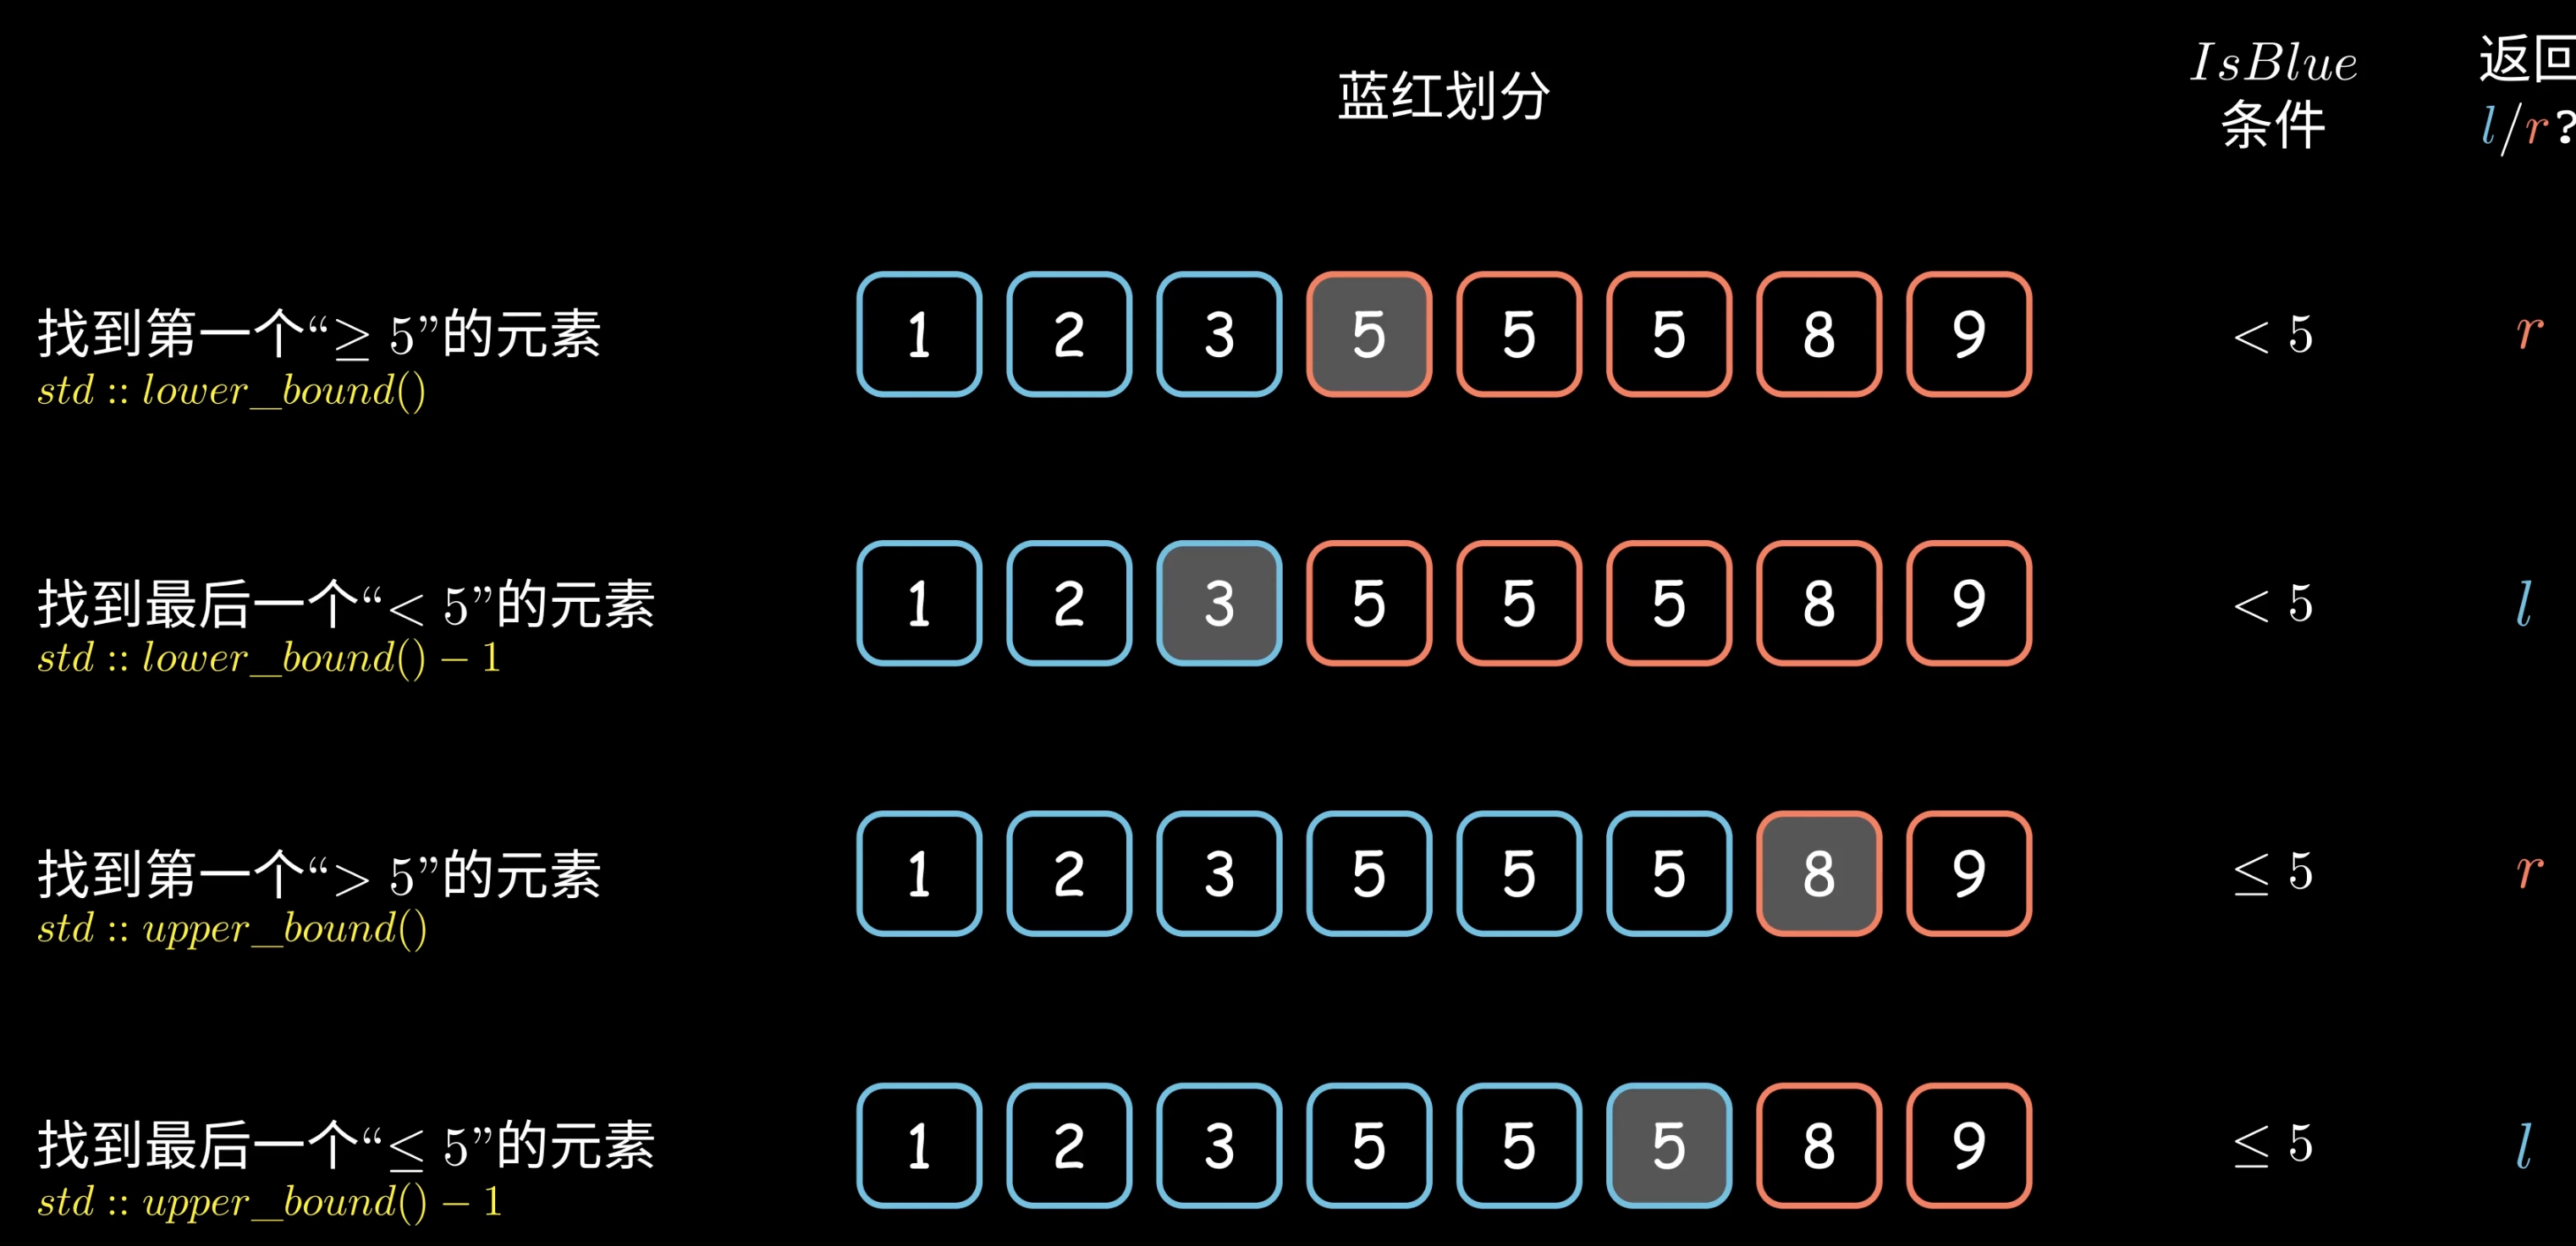 蓝红划分
IsBlue
条件
返回
l/r?
找到第一个“≥ 5”的元素
std :: lower_bound()
1 2 3 5 5 5 8 9
< 5
r
找到最后一个“< 5”的元素
std :: lower_bound() − 1
1 2 3 5 5 5 8 9
< 5
l
找到第一个“> 5”的元素
std :: upper_bound()
1 2 3 5 5 5 8 9
≤ 5
r
找到最后一个“≤ 5”的元素
std :: upper_bound() − 1
1 2 3 5 5 5 8 9
≤ 5
l